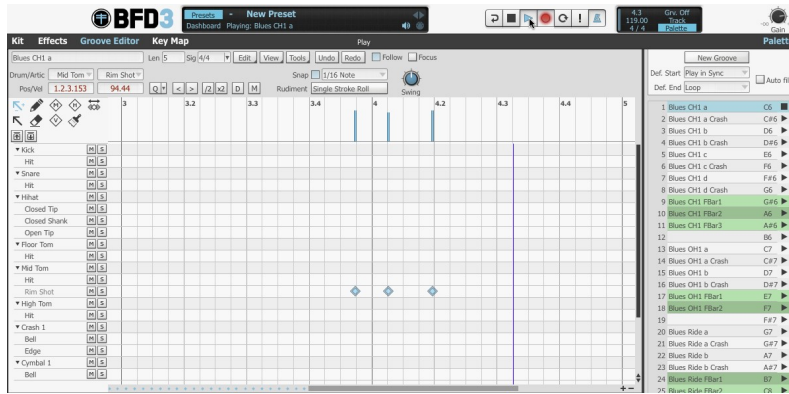 BFD3
Presets - New Preset
Dashboard Playing: Blues CH1 a
4.3 Grv. Off
119.00 Track
4 / 4 Palette
Gain
Kit Effects Groove Editor Key Map
Play
Palett
Blues CH1 a Len 5 Sig 4/4 Edit View Tools Undo Redo Follow Focus
New Groove
Drum/Artic Mid Tom Rim Shot Snap 1/16 Note
Def. Start Play in Sync
Auto fil
Pos/Vel 1.2.3.153 94.44 Q < > /2 x2 D M Rudiment Single Stroke Roll Swing
Def. End Loop
3 3.2 3.3 3.4 4 4.2 4.3 4.4 5
Kick M S
Hit M S
Snare M S
Hit M S
Hihat M S
Closed Tip M S
Closed Shank M S
Open Tip M S
Floor Tom M S
Hit M S
Mid Tom M S
Hit M S
Rim Shot M S
High Tom M S
Hit M S
Crash 1 M S
Bell M S
Edge M S
Cymbal 1 M S
Bell M S
1 Blues CH1 a C6
2 Blues CH1 a Crash C#6
3 Blues CH1 b D6
4 Blues CH1 b Crash D#6
5 Blues CH1 c E6
6 Blues CH1 c Crash F6
7 Blues CH1 d F#6
8 Blues CH1 d Crash G6
9 Blues CH1 FBar1 G#6
10 Blues CH1 FBar2 A6
11 Blues CH1 FBar3 A#6
12 B6
13 Blues OH1 a C7
14 Blues OH1 a Crash C#7
15 Blues OH1 b D7
16 Blues OH1 b Crash D#7
17 Blues OH1 FBar1 E7
18 Blues OH1 FBar2 F7
19 F#7
20 Blues Ride a G7
21 Blues Ride a Crash G#7
22 Blues Ride b A7
23 Blues Ride b Crash A#7
24 Blues Ride FBar1 B7
25 Blues Ride FBar2 C8